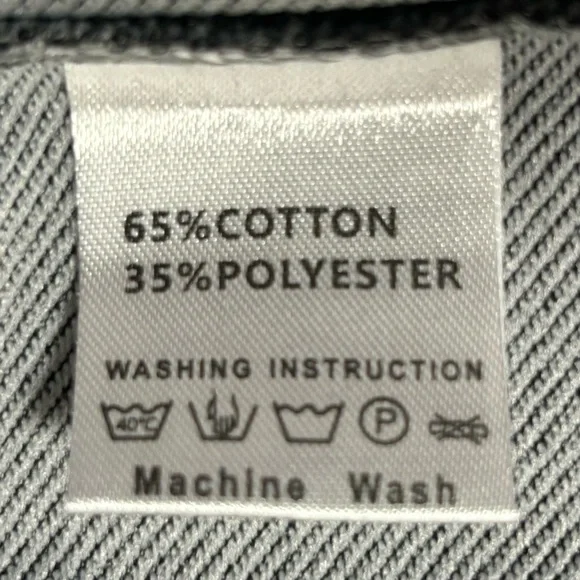 65%COTTON
35%POLYESTER
WASHING INSTRUCTION
40°C P
Machine Wash